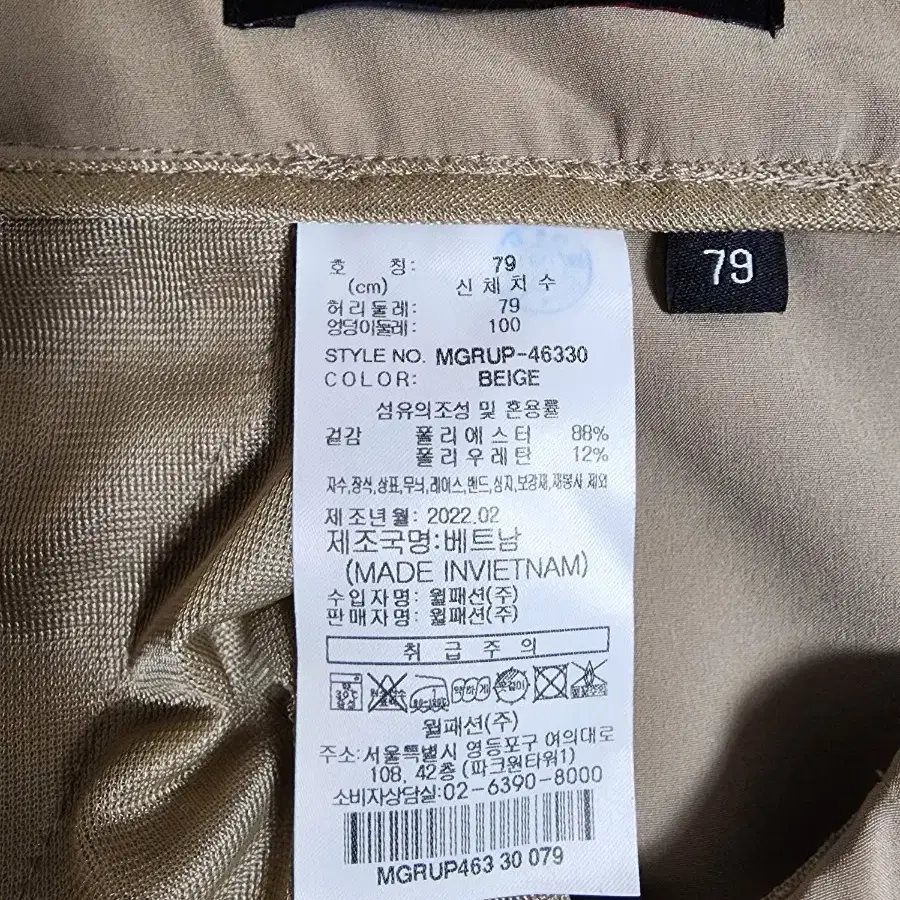 79
호 칭: 79
(cm) 신체치수
허리둘레: 79
엉덩이둘레: 100
STYLE NO. MGRUP-46330
COLOR: BEIGE
섬유의조성 및 혼용률
겉감 폴리에스터 88%
폴리우레탄 12%
자수,장식,상표,무늬,레이스,밴드,심지,보강재,재봉사 제외
제조년월: 2022.02
제조국명:베트남
(MADE INVIETNAM)
수입자명: 월패션(주)
판매자명: 월패션(주)
취급주의
약하게
옷걸이
월패션(주)
주소:서울특별시 영등포구 여의대로
108, 42층 (파크원타워1)
소비자상담실:02-6390-8000
MGRUP463 30 079